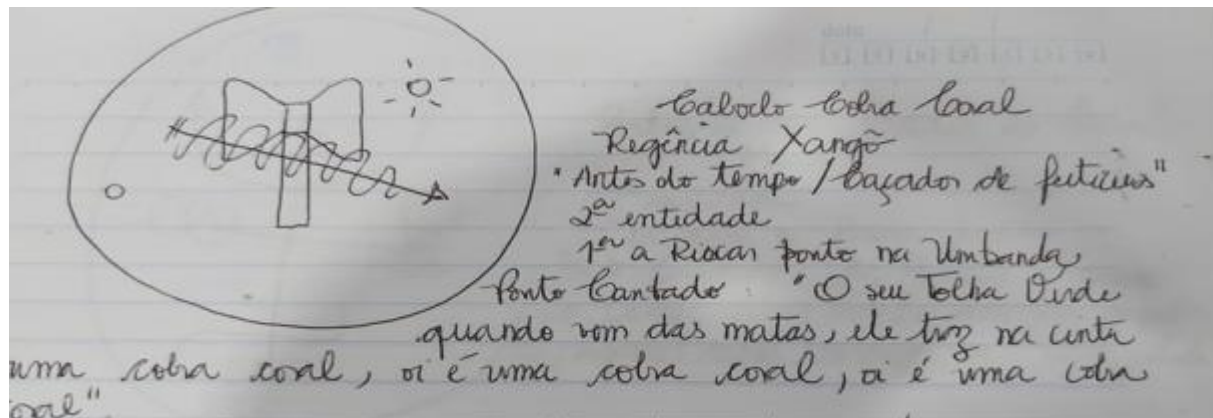 Caboclo Cobra Coral
Regência Xangô
"Antes do tempo / Caçador de feiticeiros"
2ª entidade
1ª a Riscar ponto na Umbanda
Ponto Cantado: "O seu Folha Verde
quando vem das matas, ele traz na cinta
uma cobra coral, oi é uma cobra coral, oi é uma cobra
coral"